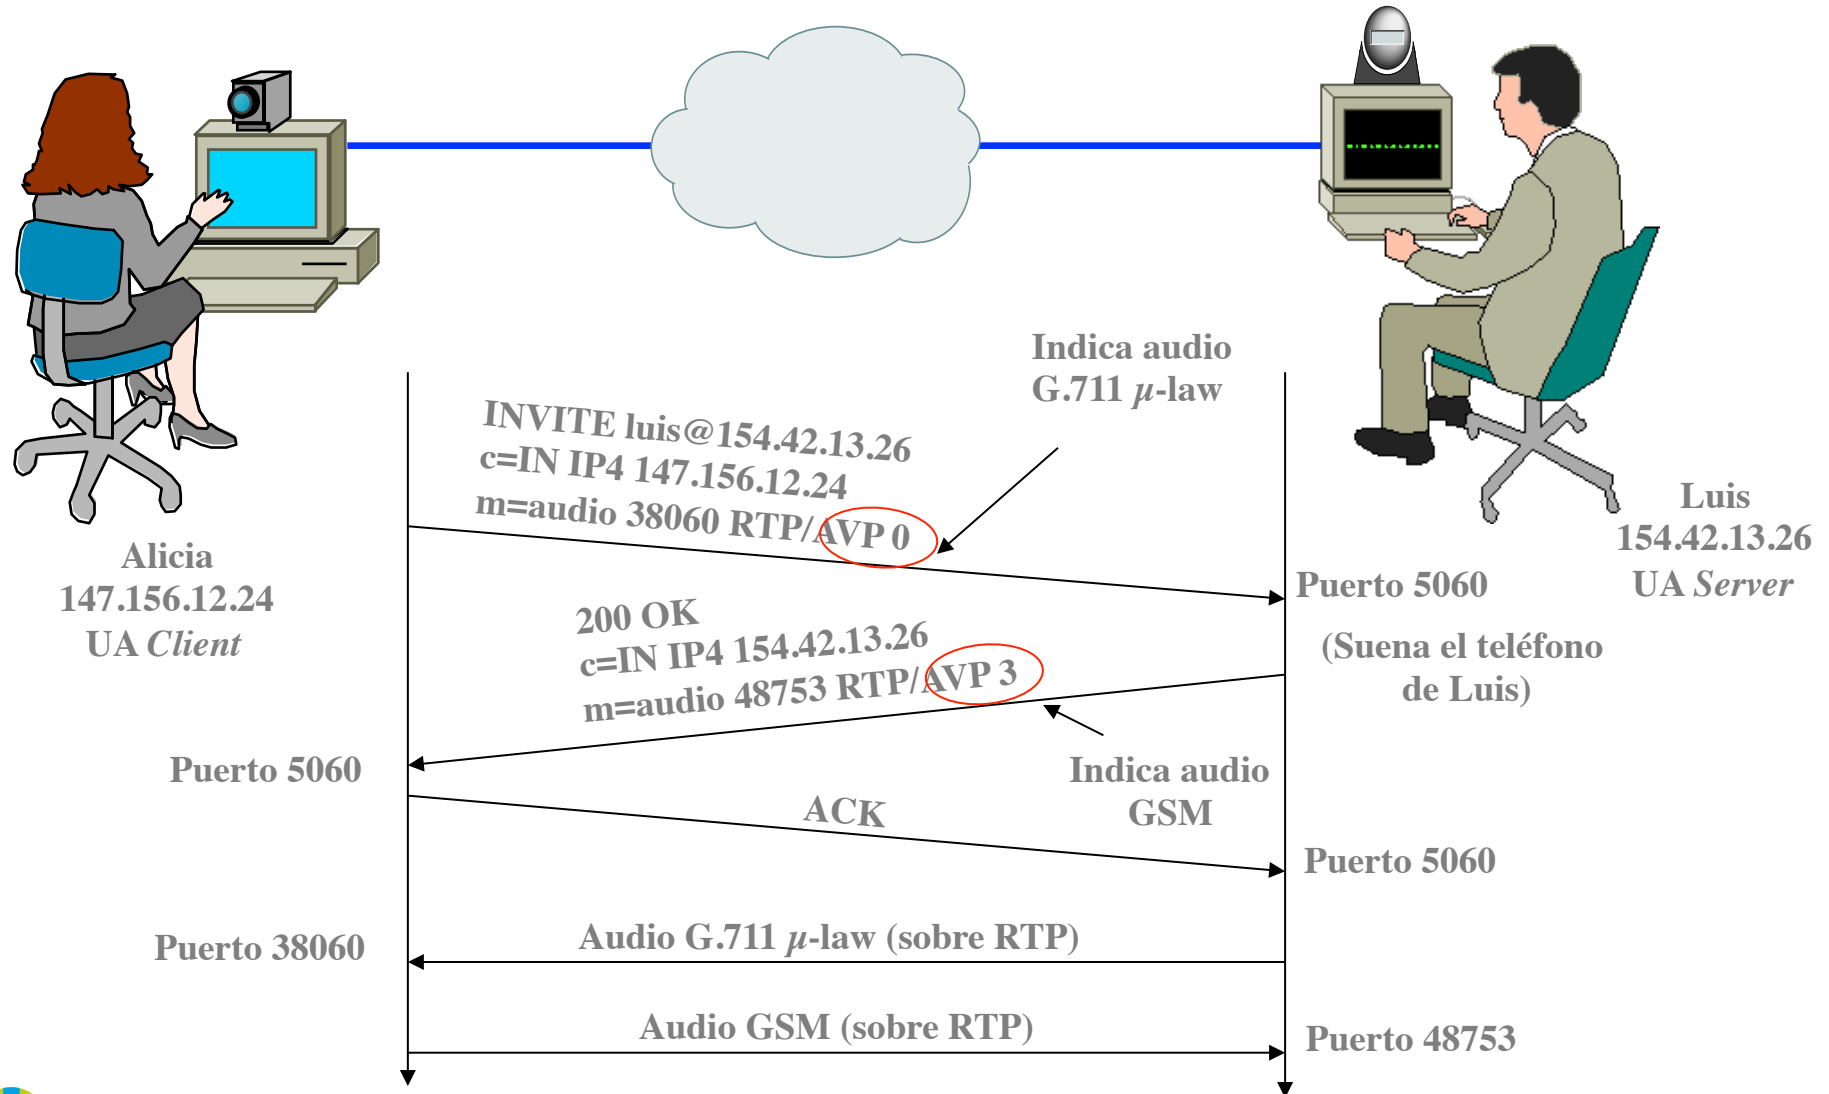 Indica audio
G.711 µ-law
INVITE luis@154.42.13.26
c=IN IP4 147.156.12.24
m=audio 38060 RTP/AVP 0
Luis
154.42.13.26
UA Server
Alicia
147.156.12.24
UA Client
Puerto 5060
(Suena el teléfono
de Luis)
200 OK
c=IN IP4 154.42.13.26
m=audio 48753 RTP/AVP 3
Puerto 5060
Indica audio
GSM
ACK
Puerto 5060
Puerto 38060
Audio G.711 µ-law (sobre RTP)
Audio GSM (sobre RTP)
Puerto 48753